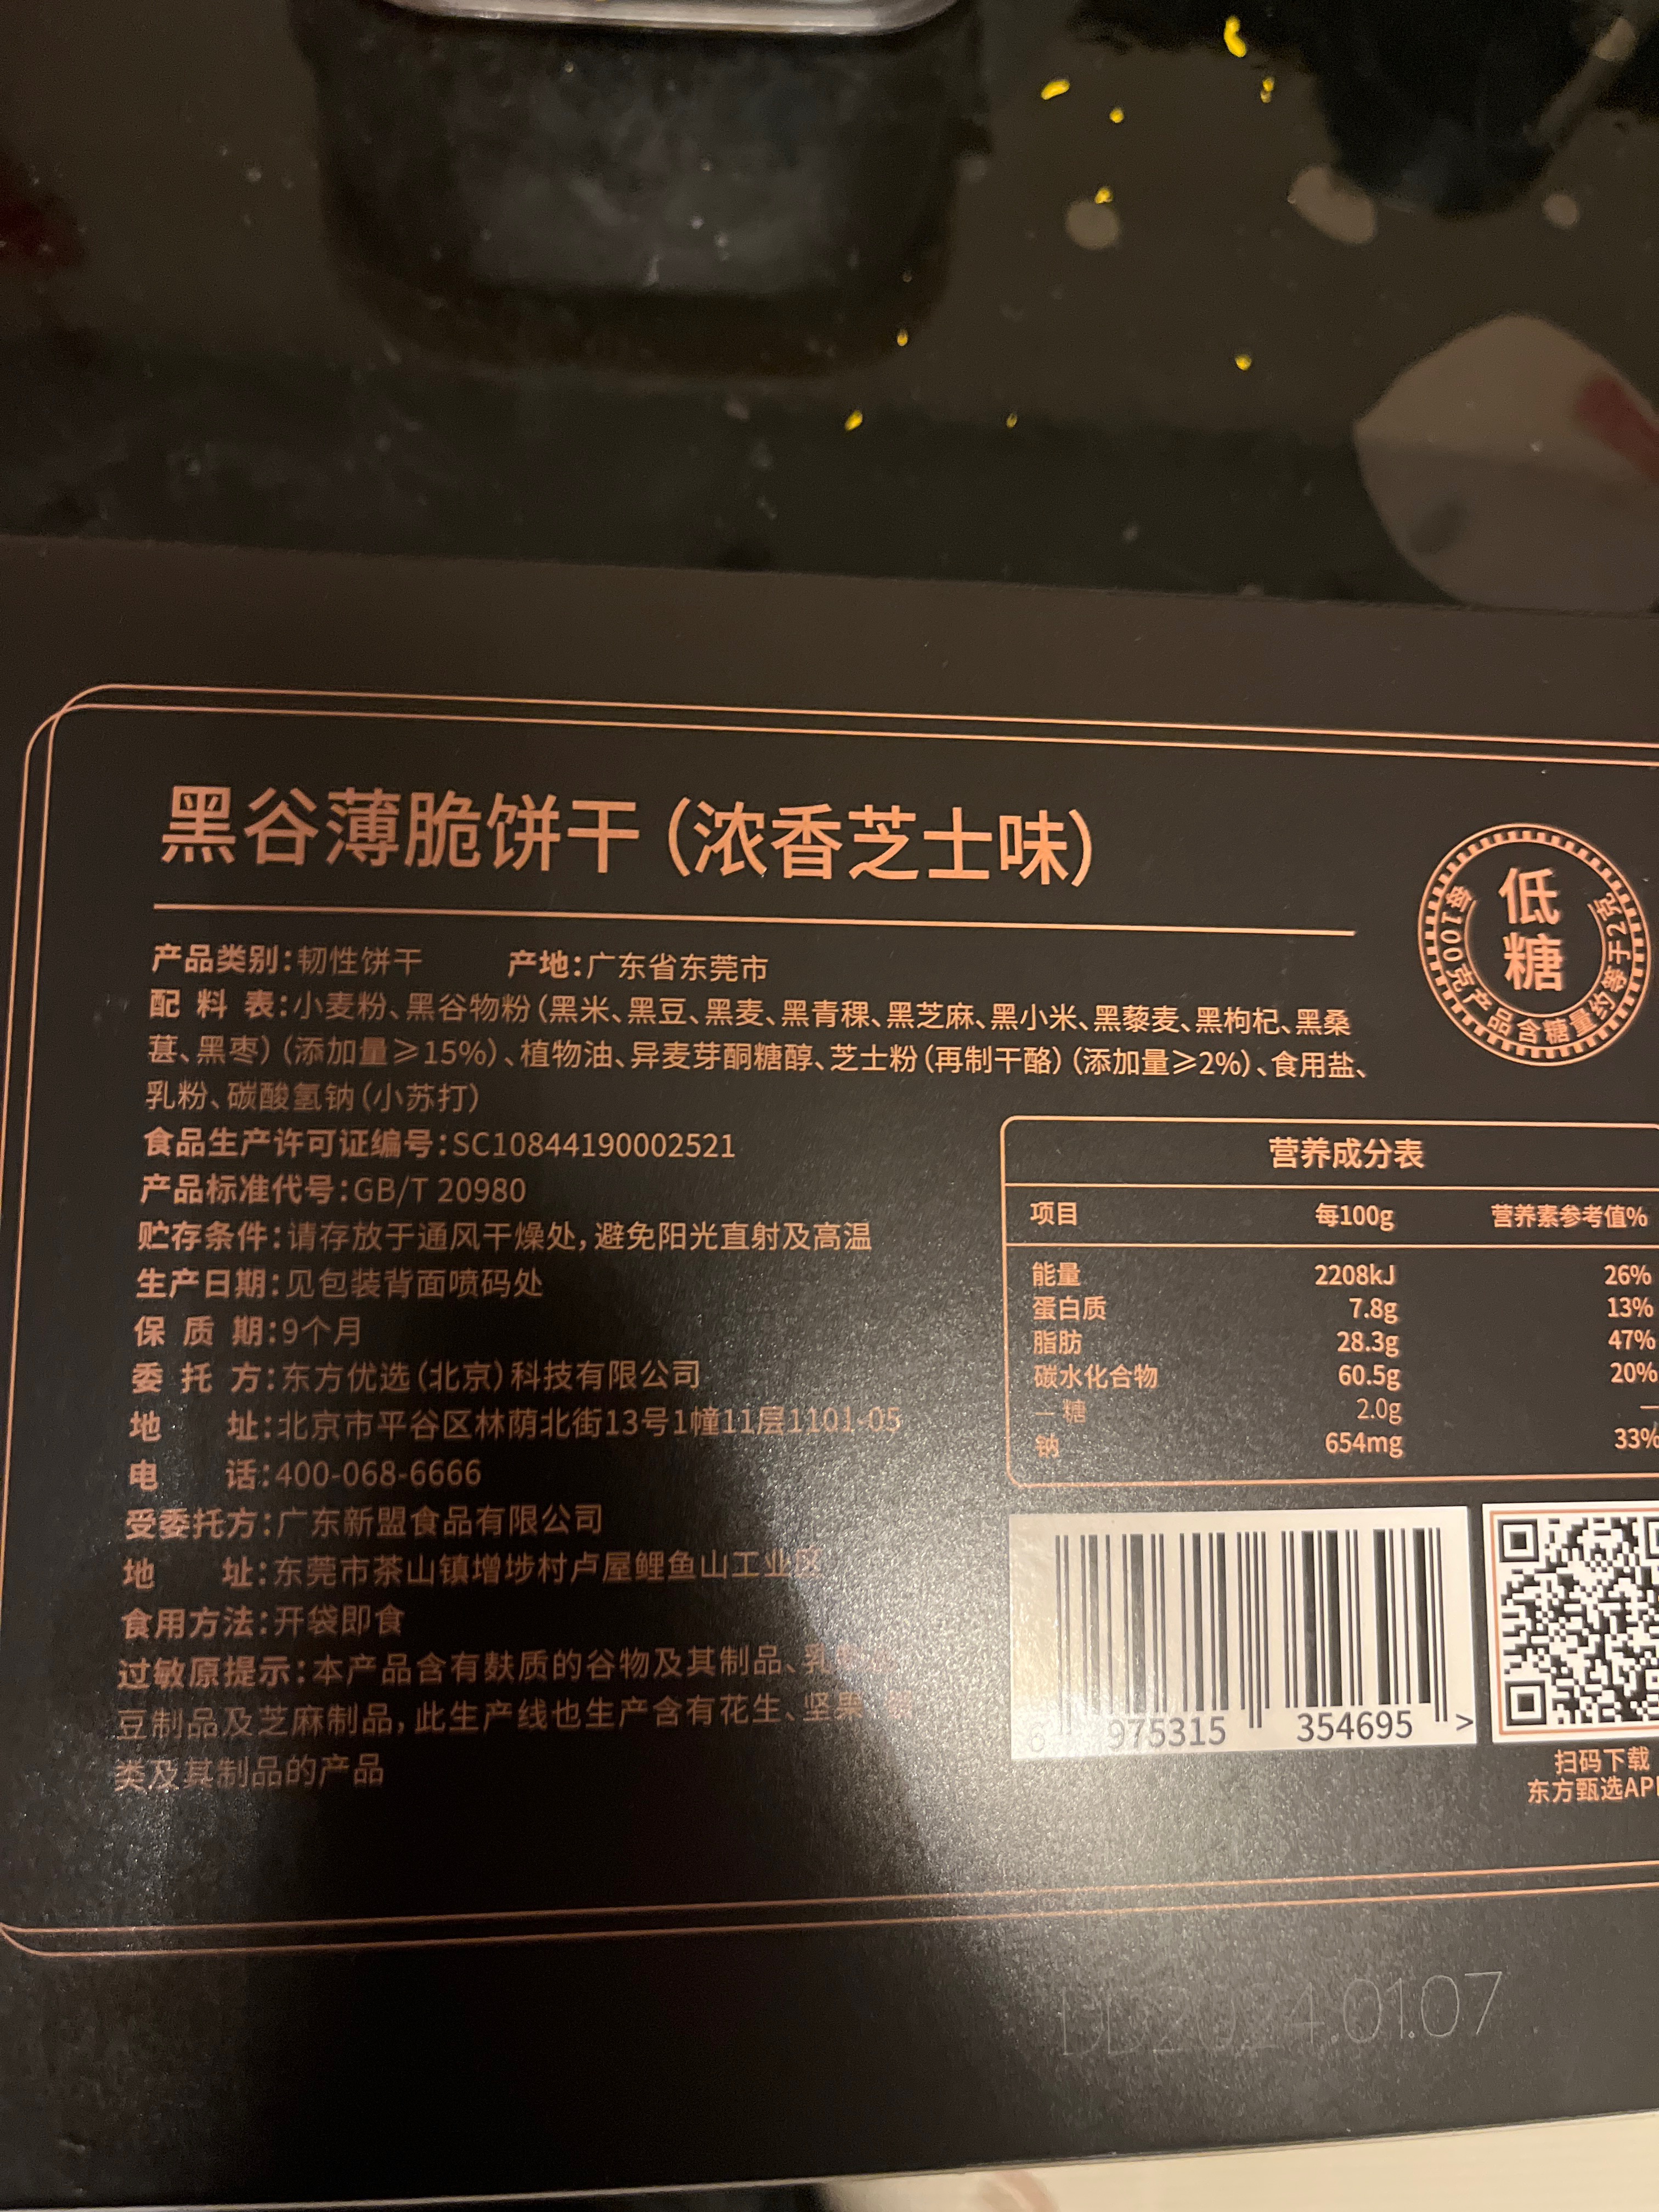 黑谷薄脆饼干(浓香芝士味)
低
糖
每100克产品含糖量约等于2克
产品类别:韧性饼干 产地:广东省东莞市
配料表:小麦粉、黑谷物粉(黑米、黑豆、黑麦、黑青稞、黑芝麻、黑小米、黑藜麦、黑枸杞、黑桑
葚、黑枣)(添加量≥15%)、植物油、异麦芽酮糖醇、芝士粉(再制干酪)(添加量≥2%)、食用盐、
乳粉、碳酸氢钠(小苏打)
食品生产许可证编号:SC10844190002521
产品标准代号:GB/T 20980
贮存条件:请存放于通风干燥处,避免阳光直射及高温
生产日期:见包装背面喷码处
保质期:9个月
委托方:东方优选(北京)科技有限公司
地址:北京市平谷区林荫北街13号1幢11层1101-05
电话:400-068-6666
受委托方:广东新盟食品有限公司
地址:东莞市茶山镇增埗村卢屋鲤鱼山工业区
食用方法:开袋即食
过敏原提示:本产品含有麸质的谷物及其制品、乳
豆制品及芝麻制品,此生产线也生产含有花生、坚果
类及其制品的产品
营养成分表
项目 每100g 营养素参考值%
能量 2208kJ 26%
蛋白质 7.8g 13%
脂肪 28.3g 47%
碳水化合物 60.5g 20%
—糖 2.0g —
钠 654mg 33%
6 975315 354695 >
扫码下载
东方甄选AP
2024.01.07